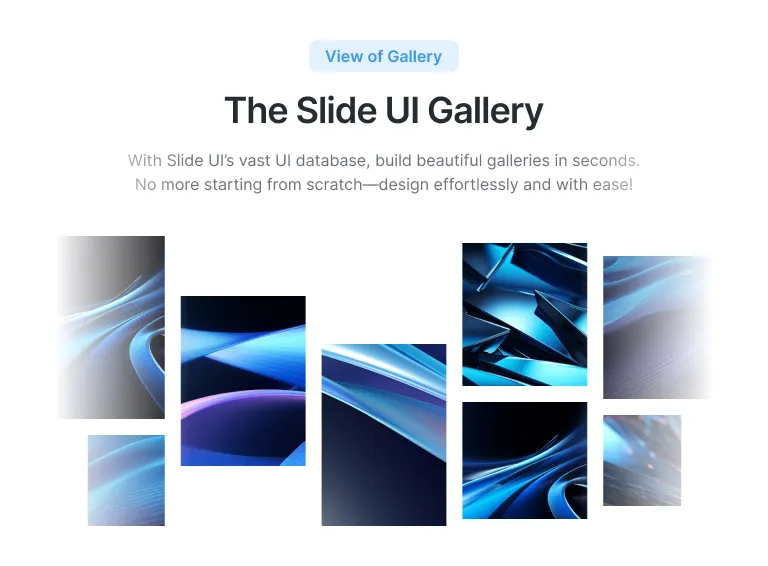 View of Gallery
The Slide UI Gallery
With Slide UI’s vast UI database, build beautiful galleries in seconds.
No more starting from scratch—design effortlessly and with ease!